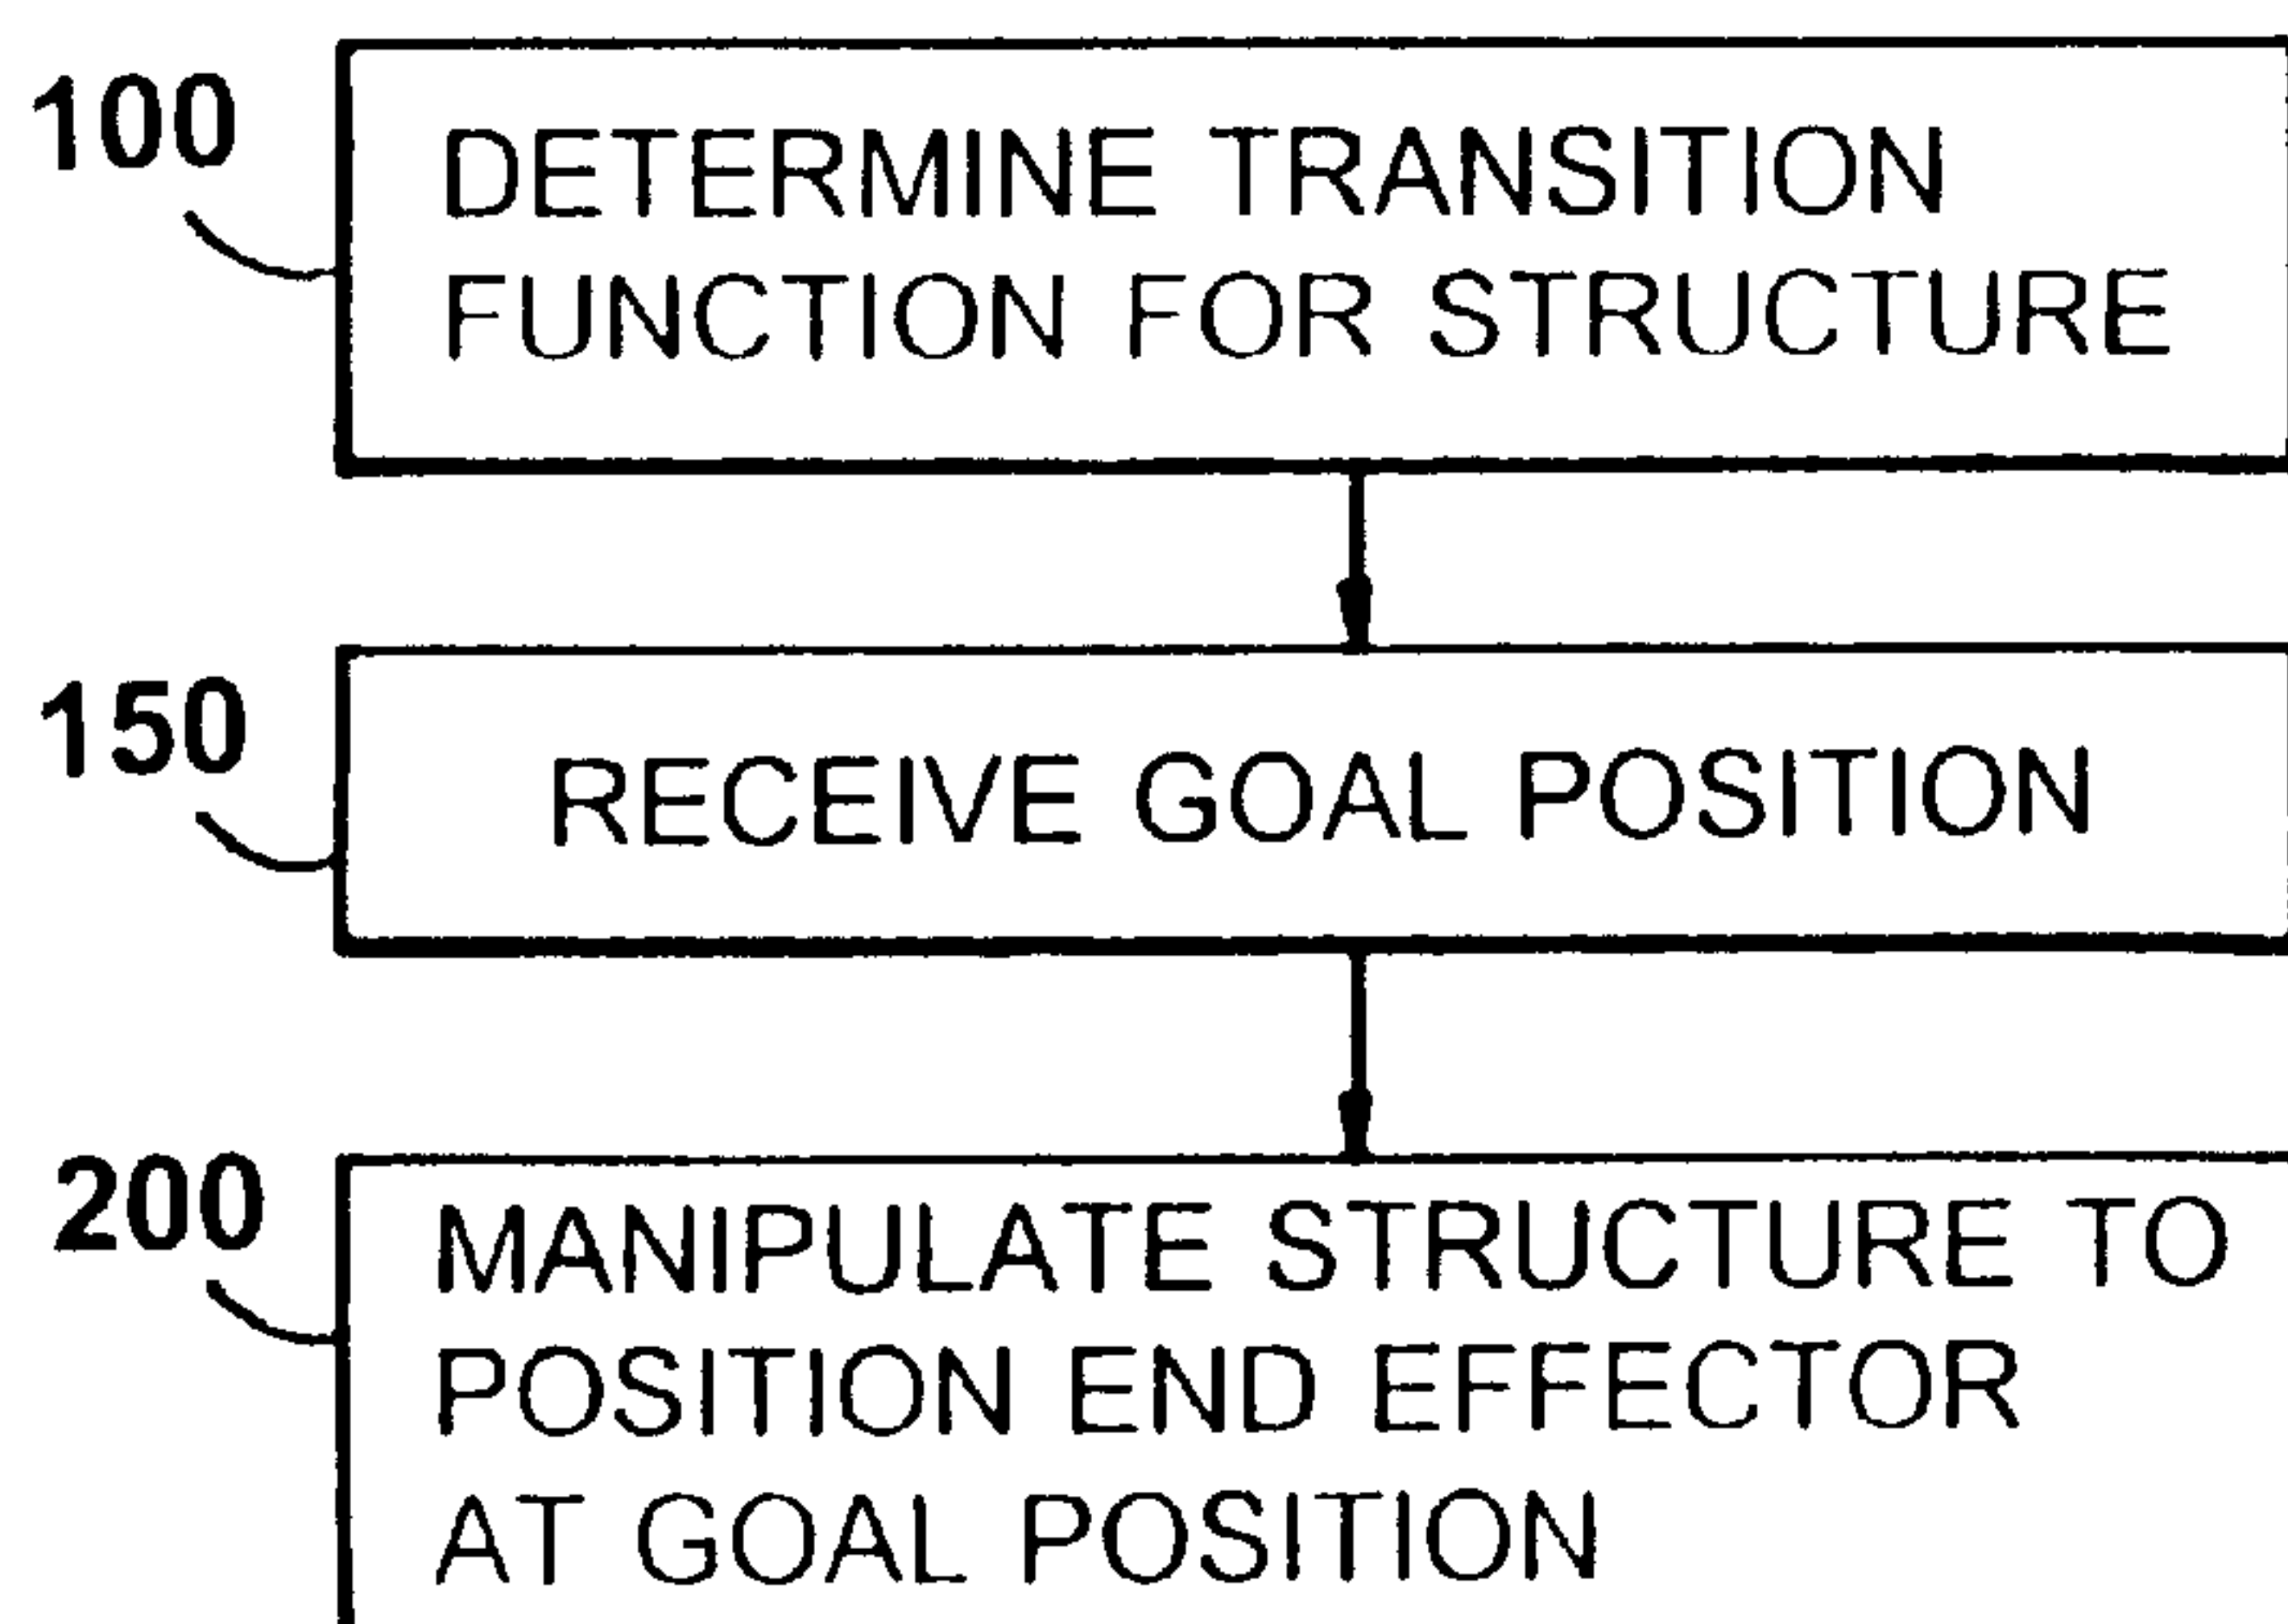 100
DETERMINE TRANSITION
FUNCTION FOR STRUCTURE
150
RECEIVE GOAL POSITION
200
MANIPULATE STRUCTURE TO
POSITION END EFFECTOR
AT GOAL POSITION